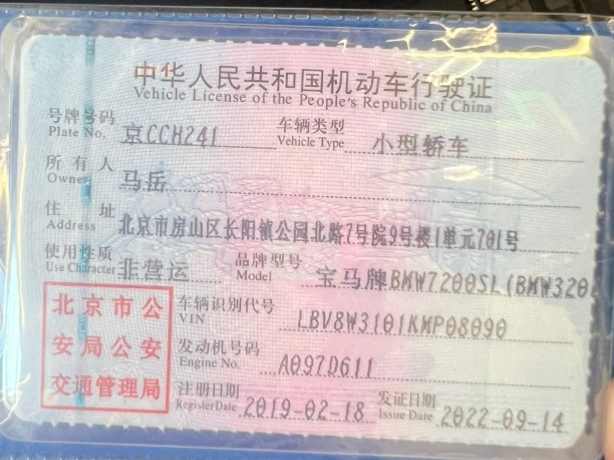 中华人民共和国机动车行驶证
Vehicle License of the People's Republic of China
号牌号码 京CCH241 车辆类型 小型轿车
Plate No. Vehicle Type
所有人 马岳
Owner
住址 北京市房山区长阳镇公园北路7号院9号楼1单元701号
Address
使用性质 非营运 品牌型号 宝马牌BMW7200SL(BMW320
Use Character Model
北京市公安局公安交通管理局
车辆识别代号 LBV8W3101KMP08090
VIN
发动机号码 A097D611
Engine No.
注册日期 2019-02-18 发证日期 2022-09-14
Register Date Issue Date